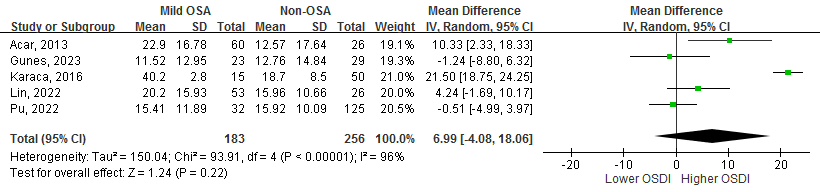 Mild OSA Non-OSA Mean Difference Mean Difference
Study or Subgroup Mean SD Total Mean SD Total Weight IV, Random, 95% CI IV, Random, 95% CI
Acar, 2013 22.9 16.78 60 12.57 17.64 26 19.1% 10.33 [2.33, 18.33]
Gunes, 2023 11.52 12.95 23 12.76 14.84 29 19.3% -1.24 [-8.80, 6.32]
Karaca, 2016 40.2 2.8 15 18.7 8.5 50 21.0% 21.50 [18.75, 24.25]
Lin, 2022 20.2 15.93 53 15.96 10.66 26 20.0% 4.24 [-1.69, 10.17]
Pu, 2022 15.41 11.89 32 15.92 10.09 125 20.5% -0.51 [-4.99, 3.97]
Total (95% CI) 183 256 100.0% 6.99 [-4.08, 18.06]
Heterogeneity: Tau² = 150.04; Chi² = 93.91, df = 4 (P < 0.00001); I² = 96%
Test for overall effect: Z = 1.24 (P = 0.22)
-20 -10 0 10 20
Lower OSDI Higher OSDI